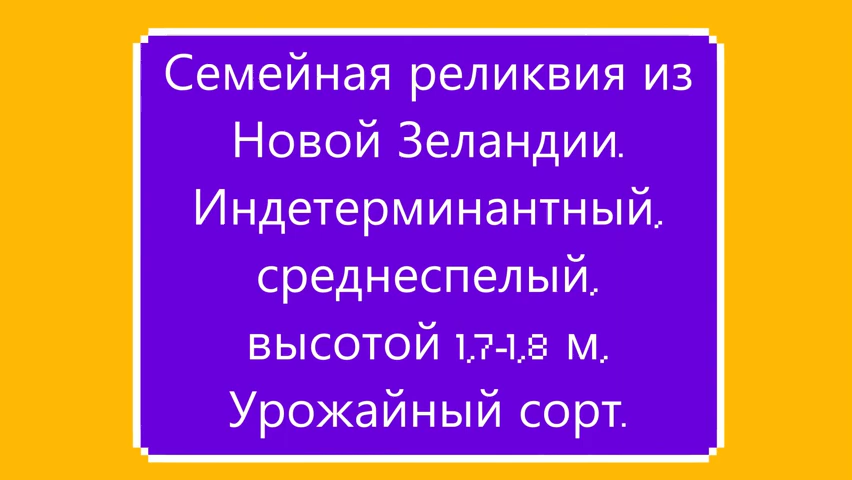 Семейная реликвия из
Новой Зеландии.
Индетерминантный,
среднеспелый,
высотой 1,7-1,8 м,
Урожайный сорт.